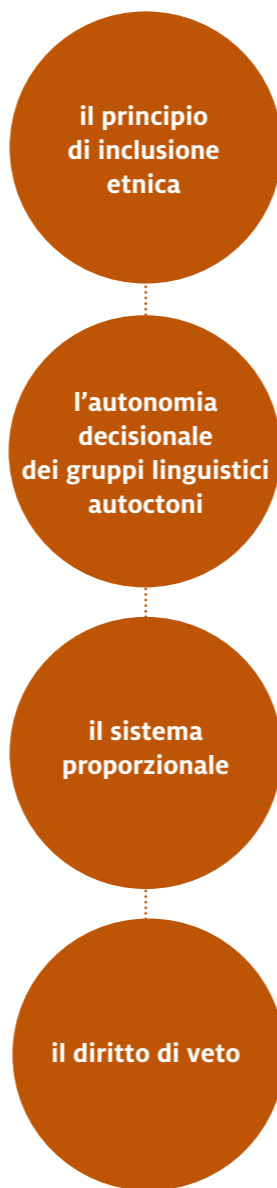 il principio
di inclusione
etnica
l’autonomia
decisionale
dei gruppi linguistici
autoctoni
il sistema
proporzionale
il diritto di veto